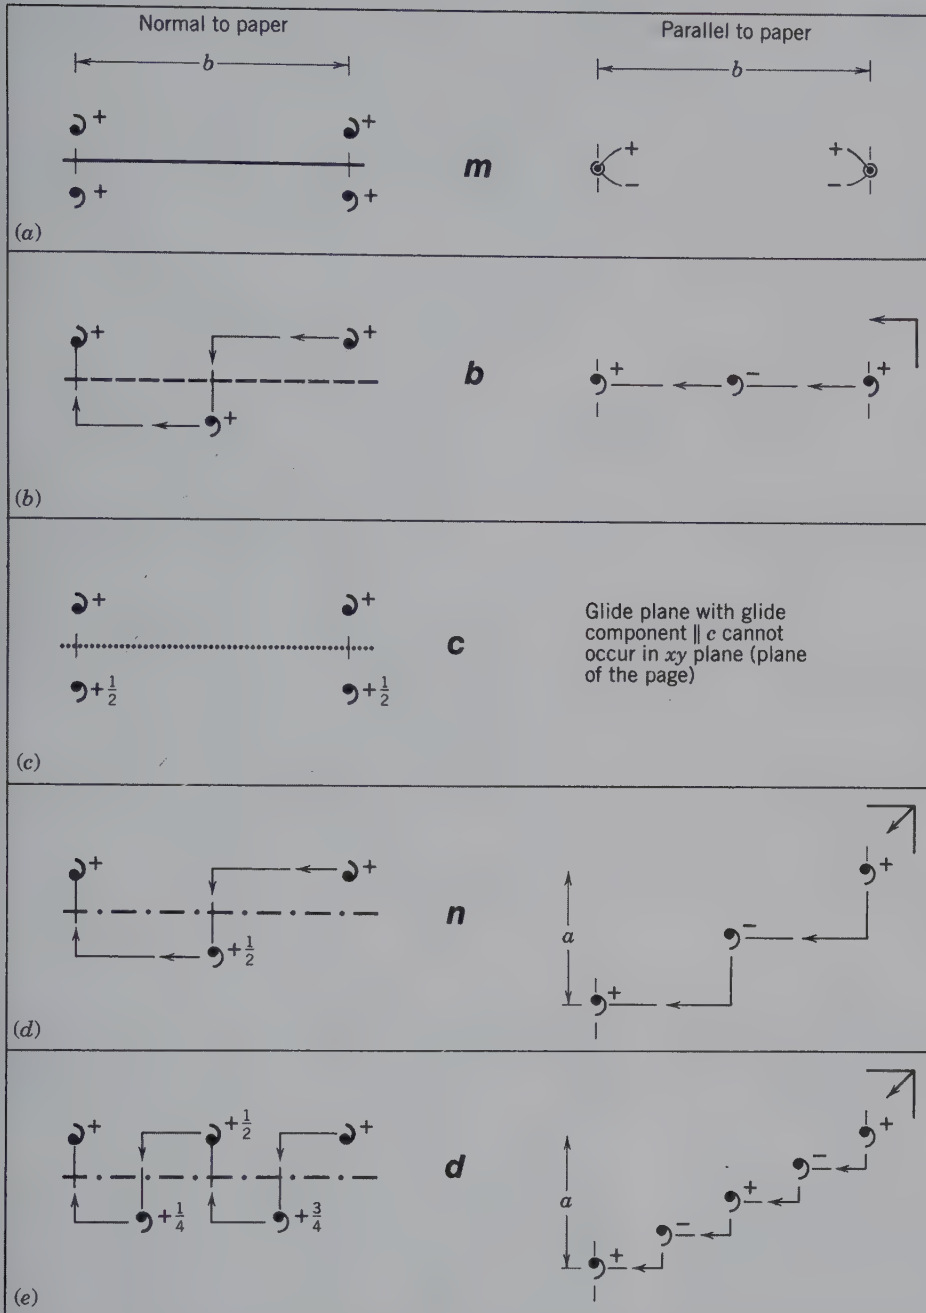 Normal to paper
Parallel to paper
b
b
+
+
m
+
+
+
+
−
−
(a)
+
+
b
+
−
+
+
(b)
+
+
c
Glide plane with glide
component ∥ c cannot
occur in xy plane (plane
of the page)
+1/2
+1/2
(c)
+
+
n
+
−
a
+1/2
+
(d)
+
+1/2
+
d
+
−
+
a
−
+1/4
+3/4
+
(e)